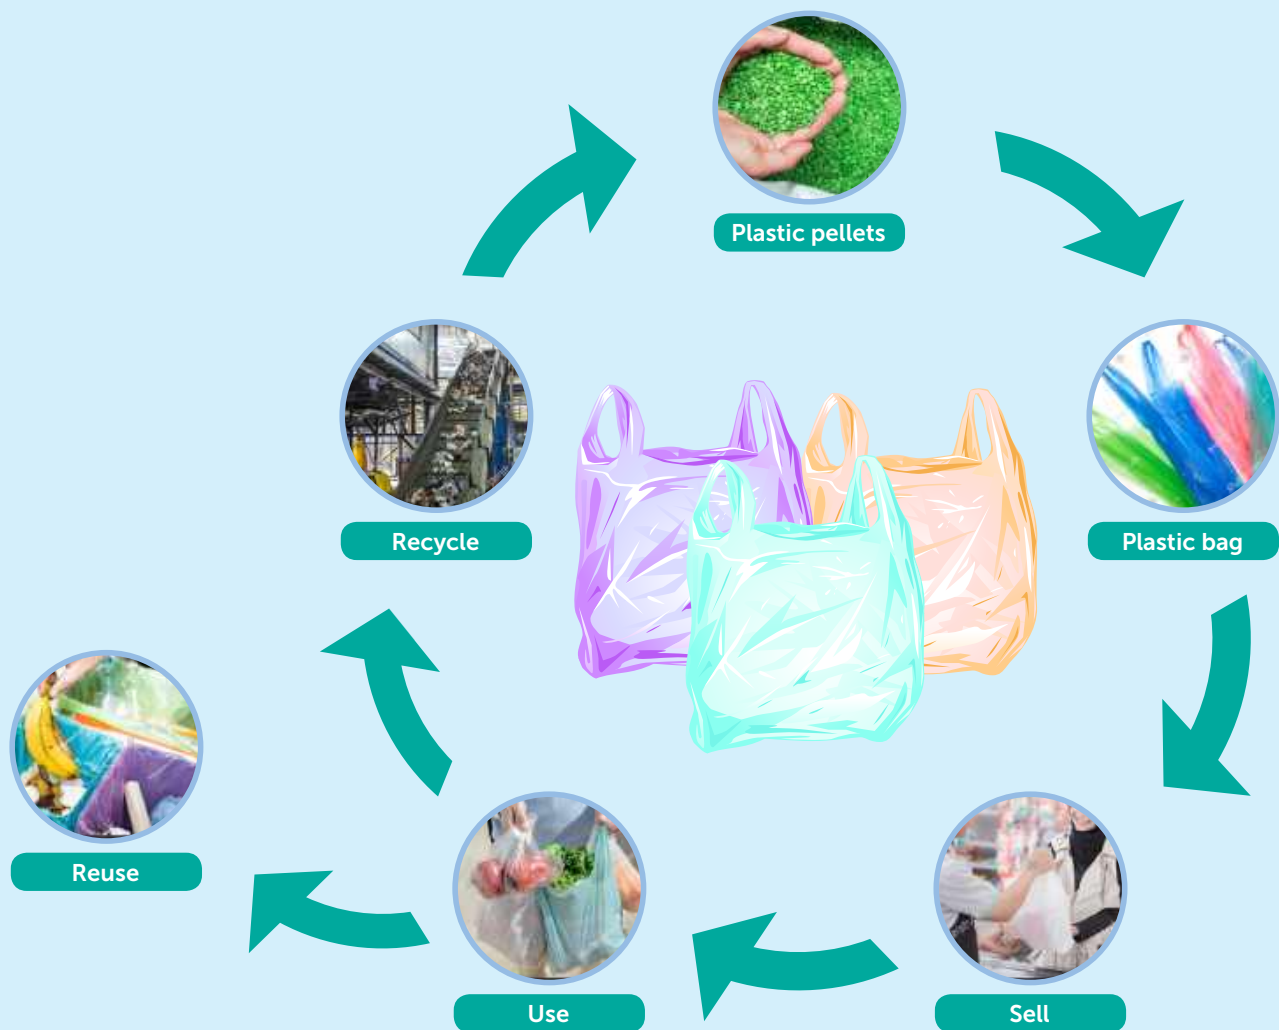 Plastic pellets
Recycle
Plastic bag
Reuse
Use
Sell